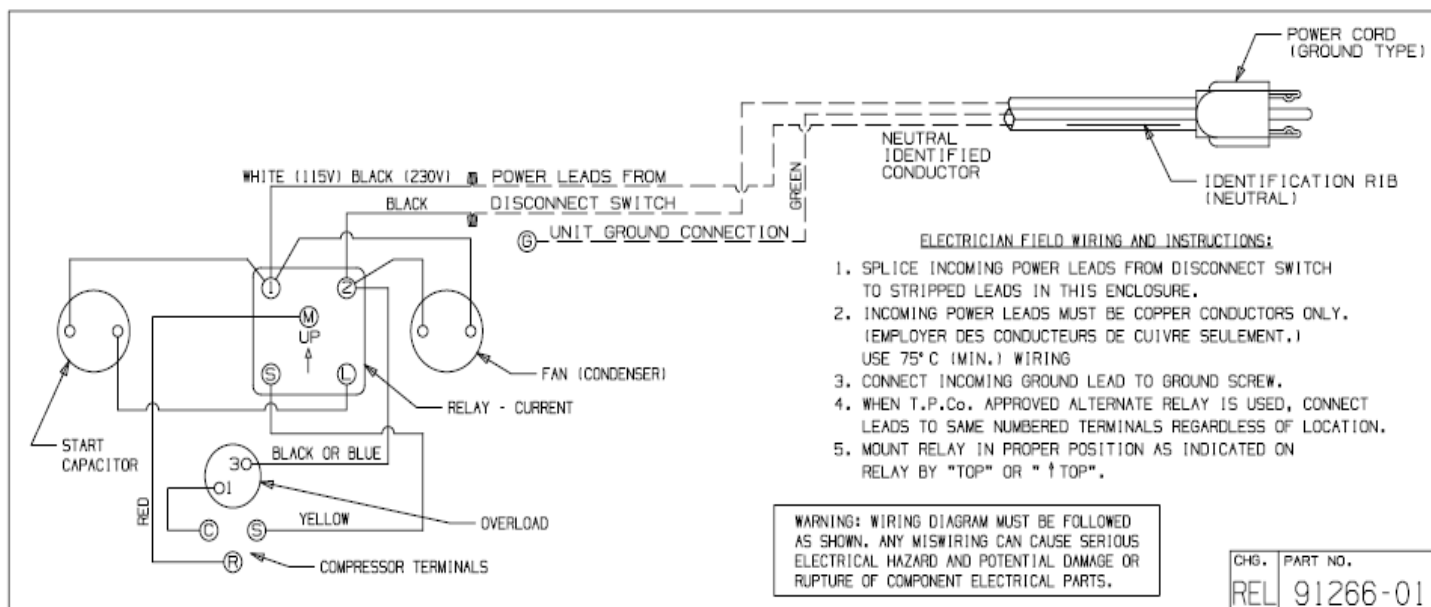 POWER CORD
(GROUND TYPE)
NEUTRAL
IDENTIFIED
CONDUCTOR
GREEN
IDENTIFICATION RIB
(NEUTRAL)
WHITE (115V) BLACK (230V)
POWER LEADS FROM
BLACK
DISCONNECT SWITCH
G
UNIT GROUND CONNECTION
1
2
M
UP
S
L
FAN (CONDENSER)
RELAY - CURRENT
START
CAPACITOR
BLACK OR BLUE
3
1
RED
OVERLOAD
YELLOW
C
S
R
COMPRESSOR TERMINALS
ELECTRICIAN FIELD WIRING AND INSTRUCTIONS:
1. SPLICE INCOMING POWER LEADS FROM DISCONNECT SWITCH
TO STRIPPED LEADS IN THIS ENCLOSURE.
2. INCOMING POWER LEADS MUST BE COPPER CONDUCTORS ONLY.
(EMPLOYER DES CONDUCTEURS DE CUIVRE SEULEMENT.)
USE 75°C (MIN.) WIRING
3. CONNECT INCOMING GROUND LEAD TO GROUND SCREW.
4. WHEN T.P.Co. APPROVED ALTERNATE RELAY IS USED, CONNECT
LEADS TO SAME NUMBERED TERMINALS REGARDLESS OF LOCATION.
5. MOUNT RELAY IN PROPER POSITION AS INDICATED ON
RELAY BY "TOP" OR "↑TOP".
WARNING: WIRING DIAGRAM MUST BE FOLLOWED
AS SHOWN. ANY MISWIRING CAN CAUSE SERIOUS
ELECTRICAL HAZARD AND POTENTIAL DAMAGE OR
RUPTURE OF COMPONENT ELECTRICAL PARTS.
CHG. PART NO.
REL 91266-01